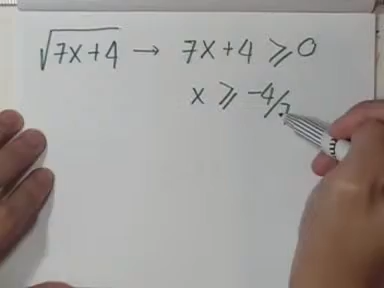 √7x+4 → 7x+4 ⩾ 0
x ⩾ -4/7